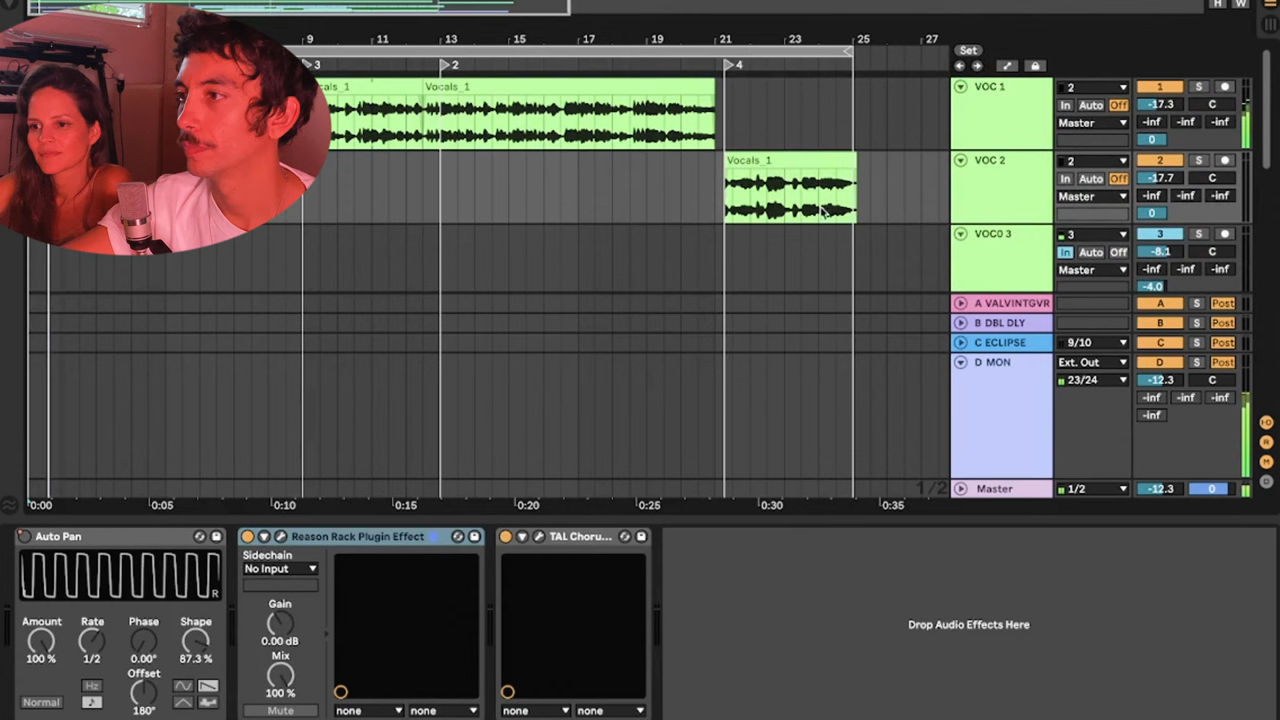 H W
9 11 13 15 17 19 21 23 25 27
Set
3 2 4
cals_1 Vocals_1
VOC 1 2 1 S
In Auto Off -17.3 C
Master -inf -inf -inf
0
Vocals_1
VOC 2 2 2 S
In Auto Off -17.7 C
Master -inf -inf -inf
0
VOC0 3 3 3 S
In Auto Off -8.1 C
Master -inf -inf -inf
-4.0
A VALVINTGVR A S Post
B DBL DLY B S Post
C ECLIPSE 9/10 C S Post
D MON Ext. Out D S Post
23/24 -12.3 C
-inf -inf -inf
-inf
1/2 Master 1/2 -12.3 0
0:00 0:05 0:10 0:15 0:20 0:25 0:30 0:35
Auto Pan
R
Amount Rate Phase Shape
100 % 1/2 0.00° 87.3 %
Offset
Normal Hz
180°
Reason Rack Plugin Effect
Sidechain
No Input
Gain
0.00 dB
Mix
100 %
Mute none none
TAL Choru...
none none
Drop Audio Effects Here